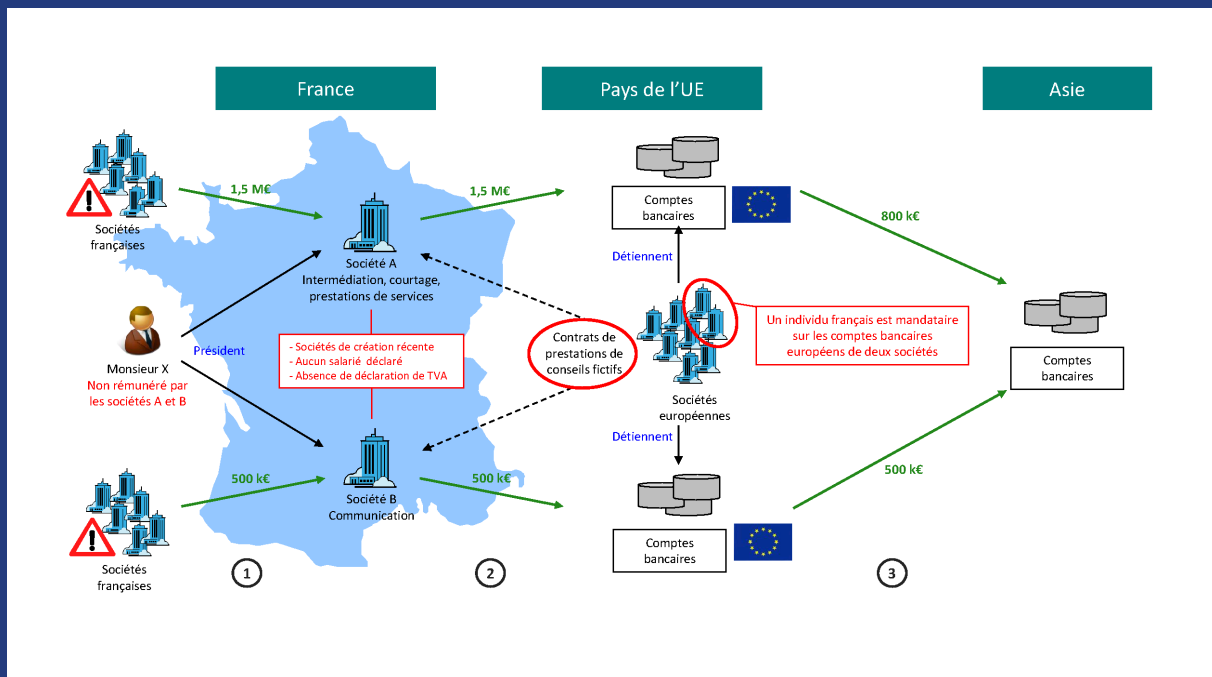 France
Pays de l'UE
Asie
1,5 M€
1,5 M€
800 k€
Sociétés
françaises
Société A
Intermédiation, courtage,
prestations de services
Comptes
bancaires
Détiennent
Président
Monsieur X
Non rémunéré par
les sociétés A et B
- Sociétés de création récente
- Aucun salarié déclaré
- Absence de déclaration de TVA
Contrats de
prestations de
conseils fictifs
Un individu français est mandataire
sur les comptes bancaires
européens de deux sociétés
Comptes
bancaires
Sociétés
européennes
Détiennent
500 k€
500 k€
500 k€
Société B
Communication
Comptes
bancaires
Sociétés
françaises
1
2
3